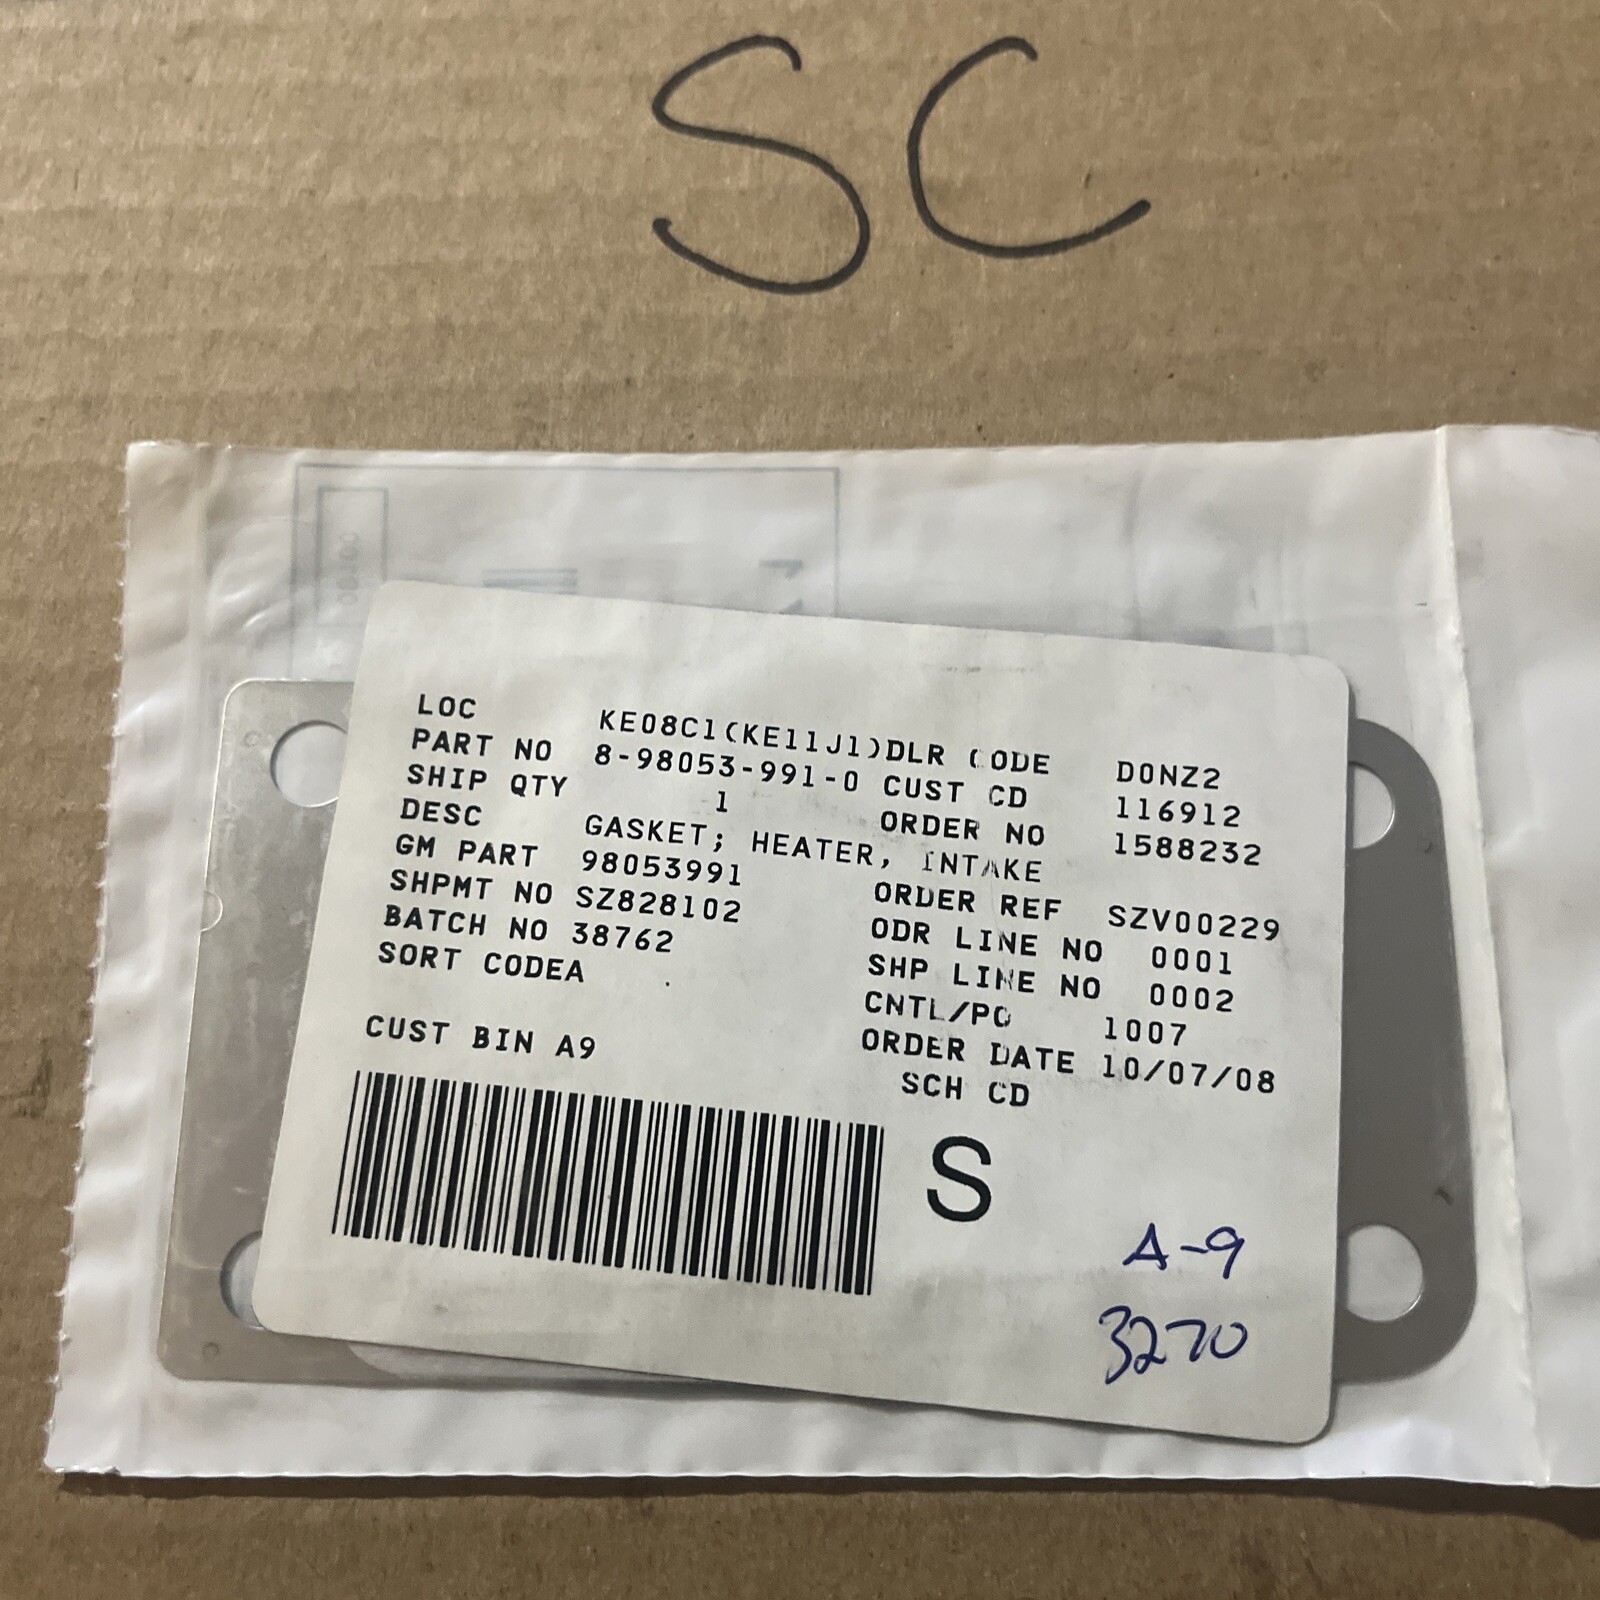 SC
LOC KE08C1(KE11J1)DLR CODE D0NZ2
PART NO 8-98053-991-0 CUST CD 116912
SHIP QTY 1 ORDER NO 1588232
DESC GASKET; HEATER, INTAKE
GM PART 98053991 ORDER REF SZV00229
SHPMT NO SZ828102 ODR LINE NO 0001
BATCH NO 38762 SHP LINE NO 0002
SORT CODEA CNTL/PO 1007
ORDER DATE 10/07/08
CUST BIN A9 SCH CD
S
A-9
3270